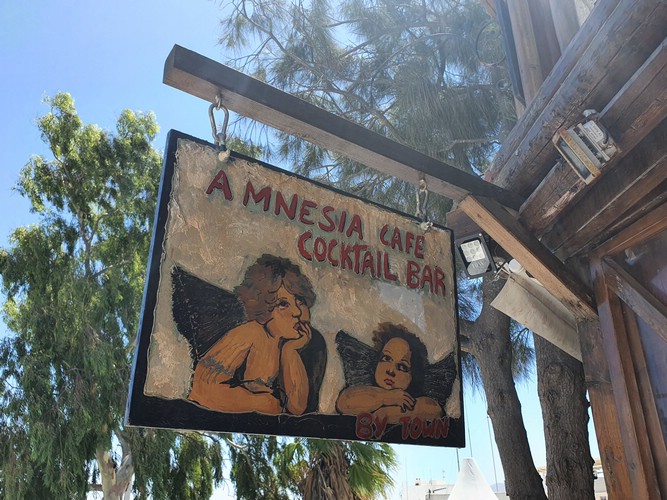 AMNESIA CAFE
COCKTAIL BAR
BY TOWN